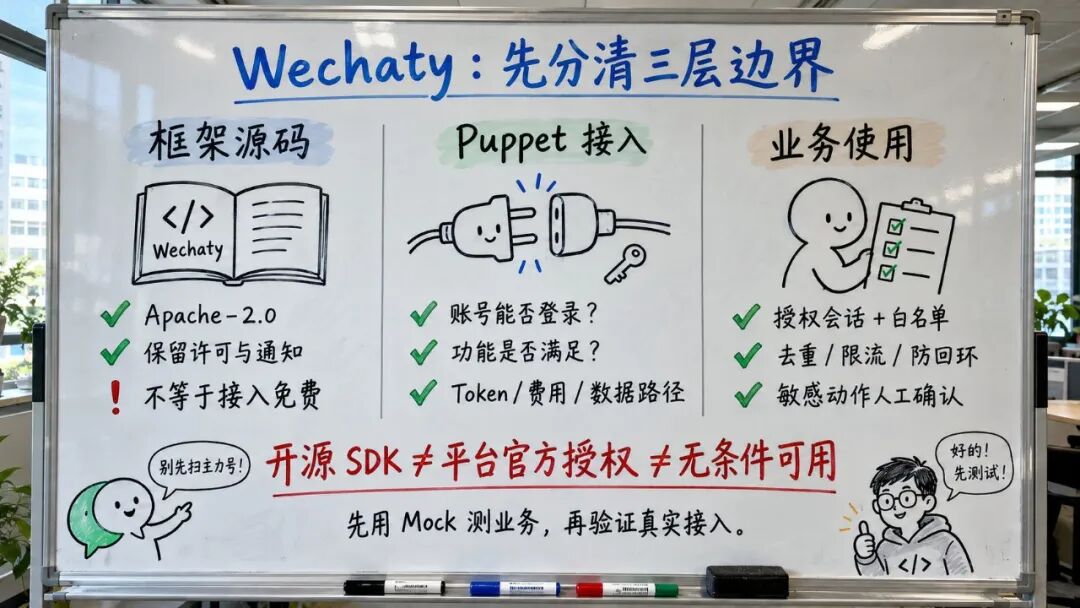 Wechaty：先分清三层边界
框架源码
</>
Wechaty
Apache-2.0
保留许可与通知
不等于接入免费
Puppet 接入
账号能否登录？
功能是否满足？
Token / 费用 / 数据路径
业务使用
授权会话 + 白名单
去重 / 限流 / 防回环
敏感动作人工确认
开源 SDK ≠ 平台官方授权 ≠ 无条件可用
别先扫主力号！
好的！
先测试！
先用 Mock 测业务，再验证真实接入。
</>